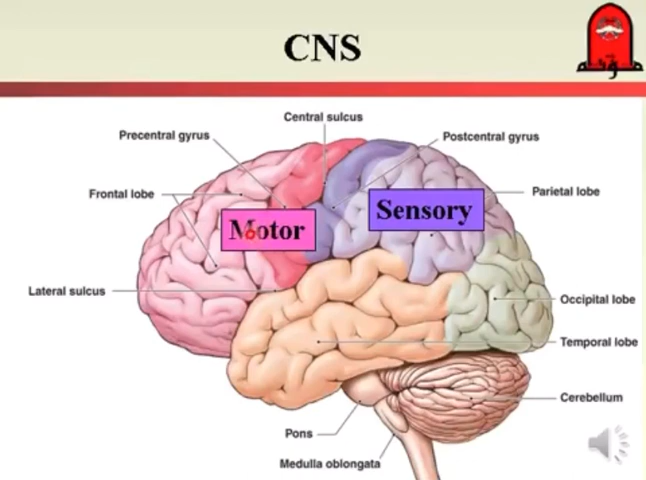 CNS
Central sulcus
Precentral gyrus
Postcentral gyrus
Frontal lobe
Parietal lobe
Motor
Sensory
Lateral sulcus
Occipital lobe
Temporal lobe
Cerebellum
Pons
Medulla oblongata